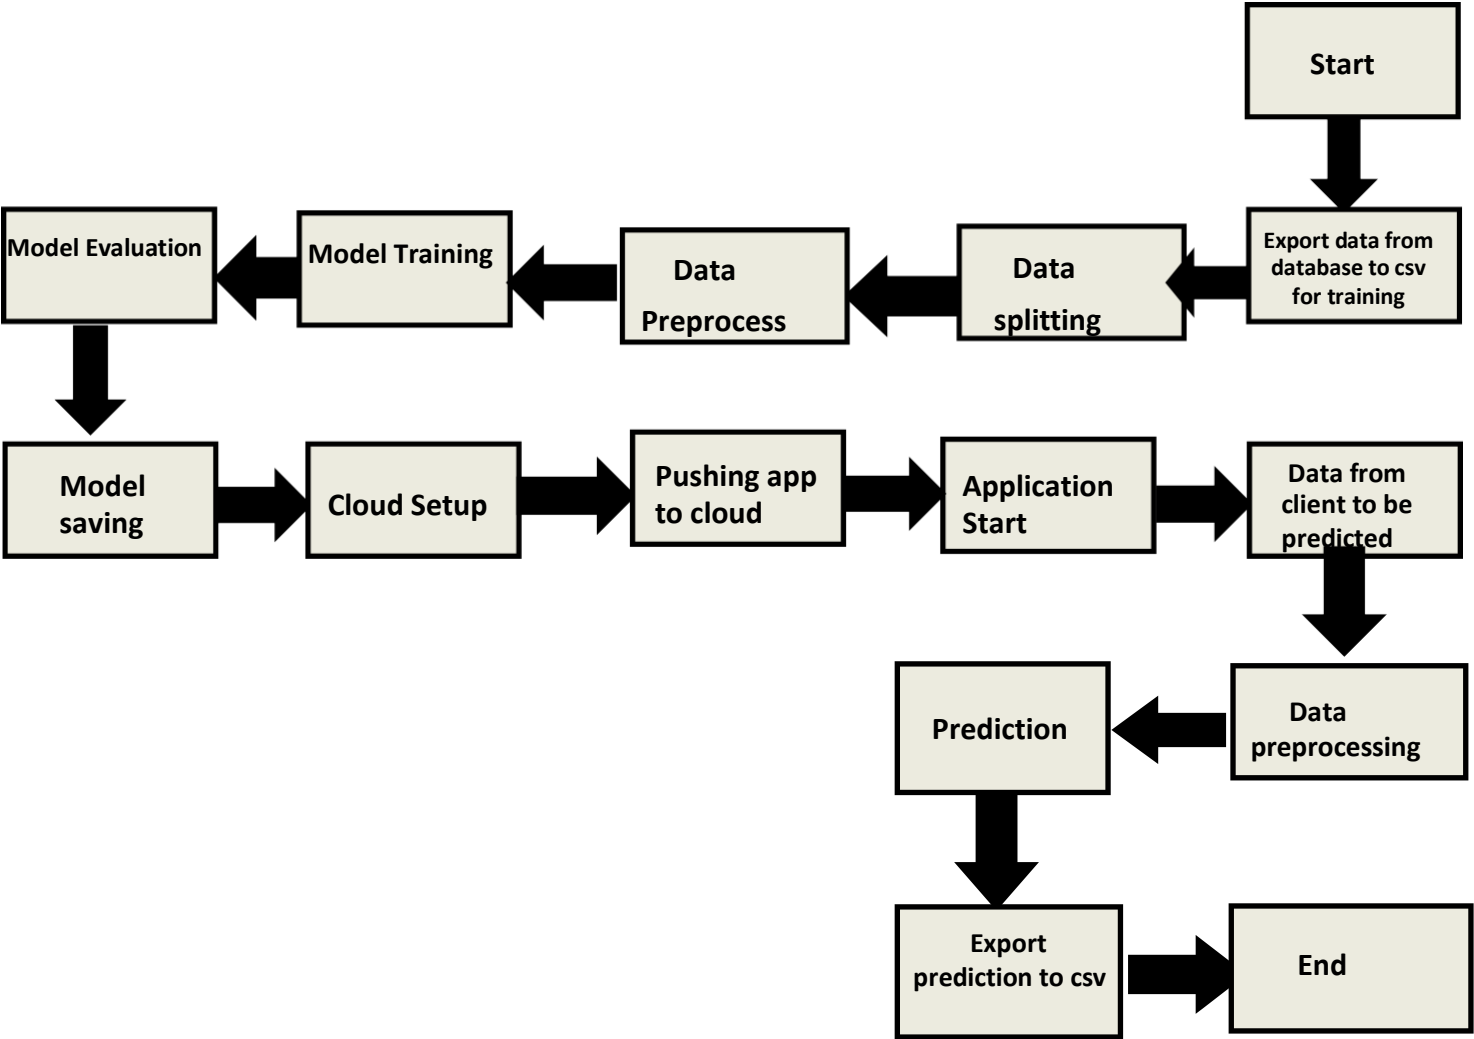 Start
Export data from
database to csv
for training
Data
splitting
Data
Preprocess
Model Training
Model Evaluation
Model
saving
Cloud Setup
Pushing app
to cloud
Application
Start
Data from
client to be
predicted
Data
preprocessing
Prediction
Export
prediction to csv
End